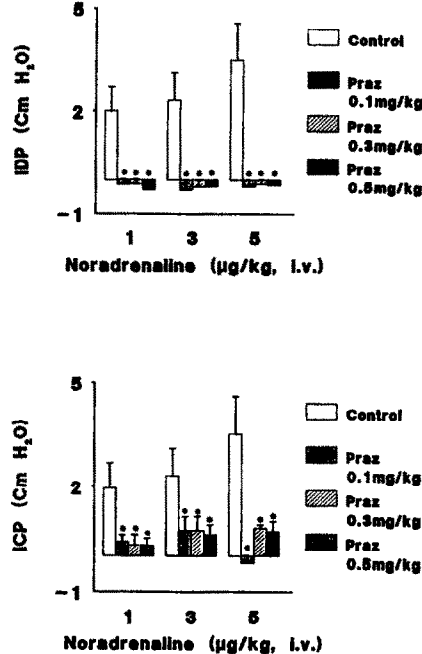 5
2
−1
IDP (Cm H₂O)
Control
Praz
0.1mg/kg
Praz
0.3mg/kg
Praz
0.5mg/kg
* * * * * * * * *
1 3 5
Noradrenaline (µg/kg, i.v.)
5
2
−1
ICP (Cm H₂O)
Control
Praz
0.1mg/kg
Praz
0.3mg/kg
Praz
0.5mg/kg
* * * * * * * * *
1 3 5
Noradrenaline (µg/kg, i.v.)